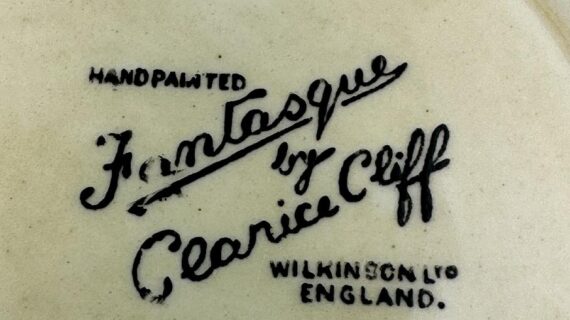 HANDPAINTED
Fantasque
by
Clarice Cliff
WILKINSON LTD
ENGLAND.